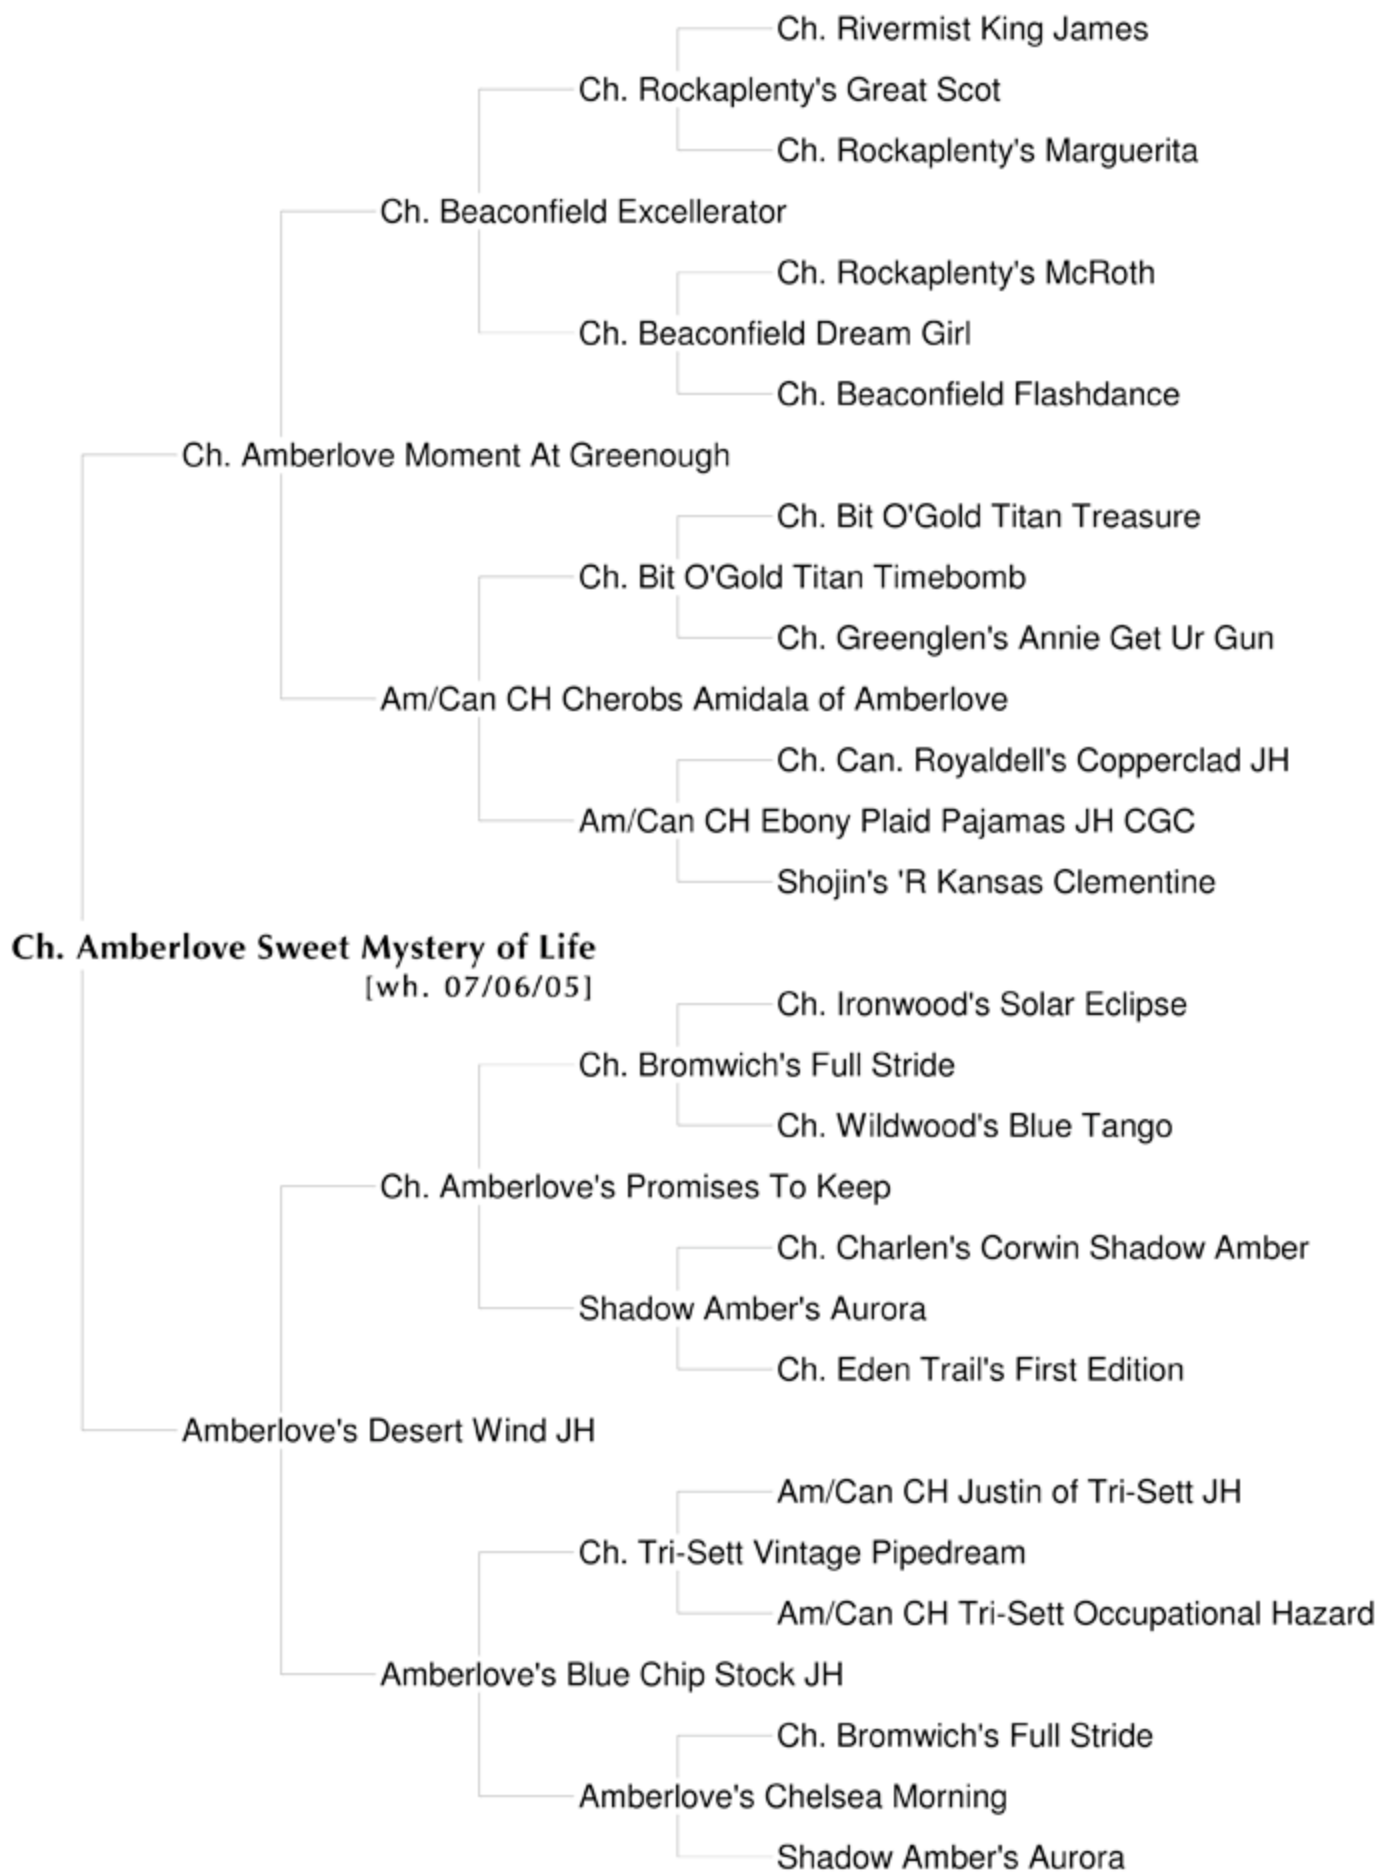 Ch. Rivermist King James
Ch. Rockaplenty's Great Scot
Ch. Rockaplenty's Marguerita
Ch. Beaconfield Excellerator
Ch. Rockaplenty's McRoth
Ch. Beaconfield Dream Girl
Ch. Beaconfield Flashdance
Ch. Amberlove Moment At Greenough
Ch. Bit O'Gold Titan Treasure
Ch. Bit O'Gold Titan Timebomb
Ch. Greenglen's Annie Get Ur Gun
Am/Can CH Cherobs Amidala of Amberlove
Ch. Can. Royaldell's Copperclad JH
Am/Can CH Ebony Plaid Pajamas JH CGC
Shojin's 'R Kansas Clementine
Ch. Amberlove Sweet Mystery of Life
[wh. 07/06/05]
Ch. Ironwood's Solar Eclipse
Ch. Bromwich's Full Stride
Ch. Wildwood's Blue Tango
Ch. Amberlove's Promises To Keep
Ch. Charlen's Corwin Shadow Amber
Shadow Amber's Aurora
Ch. Eden Trail's First Edition
Amberlove's Desert Wind JH
Am/Can CH Justin of Tri-Sett JH
Ch. Tri-Sett Vintage Pipedream
Am/Can CH Tri-Sett Occupational Hazard
Amberlove's Blue Chip Stock JH
Ch. Bromwich's Full Stride
Amberlove's Chelsea Morning
Shadow Amber's Aurora